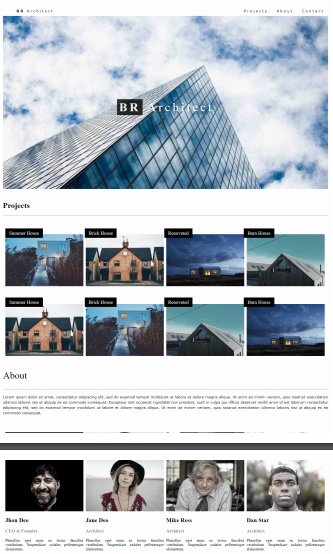 BR Architect
Projects About Contact
BR Architect
Projects
Summer House Brick House Renovated Barn House
Summer House Brick House Renovated Barn House
About
Lorem ipsum dolor sit amet, consectetur adipiscing elit, sed do eiusmod tempor incididunt ut labore et dolore magna aliqua. Ut enim ad minim veniam, quis nostrud exercitation
ullamco laboris nisi ut aliquip ex ea commodo consequat. Excepteur sint occaecat cupidatat non proident, sunt in culpa qui officia deserunt mollit anim id est laborum consectetur
adipiscing elit, sed do eiusmod tempor incididunt ut labore et dolore magna aliqua. Ut enim ad minim veniam, quis nostrud exercitation ullamco laboris nisi ut aliquip ex ea
commodo consequat.
Jhon Doo Jane Doe Mike Ross Dan Star
CEO & Founder Architect Architect Architect
Phasellus eget enim eu lectus faucibus
vestibulum. Suspendisse sodales pellentesque
elementum.
Phasellus eget enim eu lectus faucibus
vestibulum. Suspendisse sodales pellentesque
elementum.
Phasellus eget enim eu lectus faucibus
vestibulum. Suspendisse sodales pellentesque
elementum.
Phasellus eget enim eu lectus faucibus
vestibulum. Suspendisse sodales pellentesque
elementum.